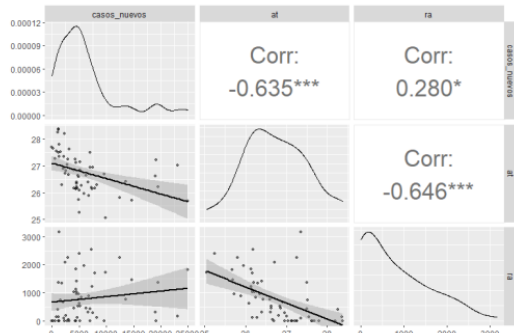 casos_nuevos at ra
0.00012
0.00009
0.00006
0.00003
0.00000
Corr:
-0.635***
Corr:
0.280*
casos_nuevos
28
27
26
25
Corr:
-0.646***
at
3000
2000
1000
0
ra
0 5000 10000 15000 20000 25000 25 26 27 28 0 1000 2000 3000